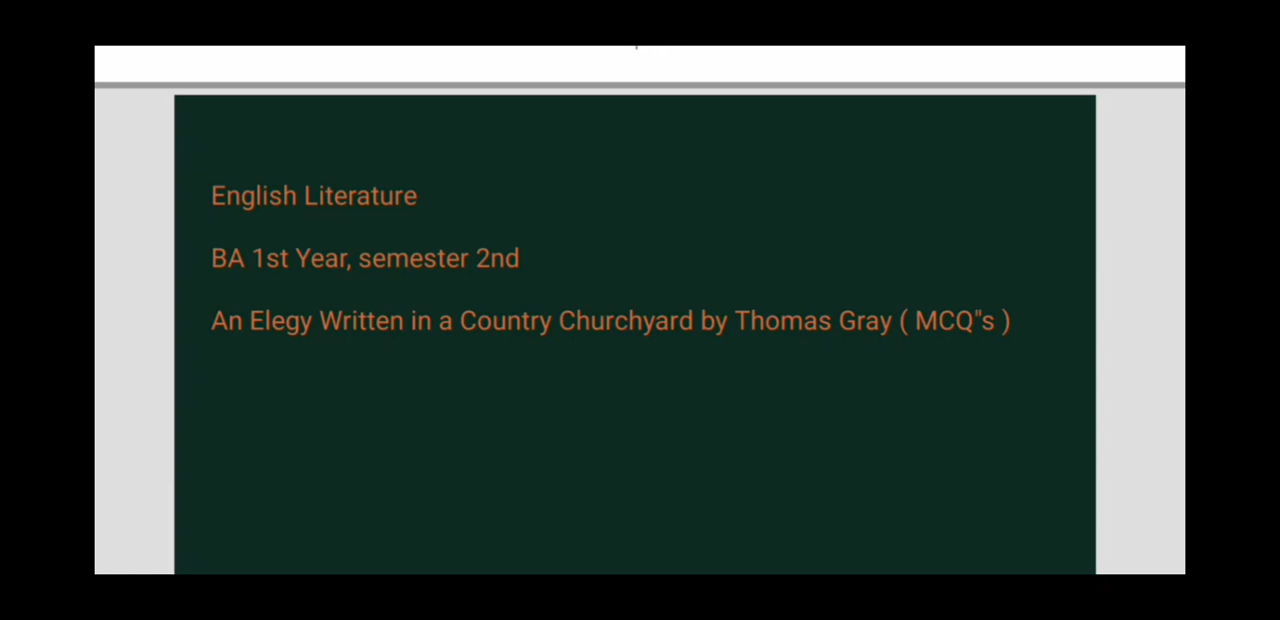 English Literature
BA 1st Year, semester 2nd
An Elegy Written in a Country Churchyard by Thomas Gray ( MCQ"s )